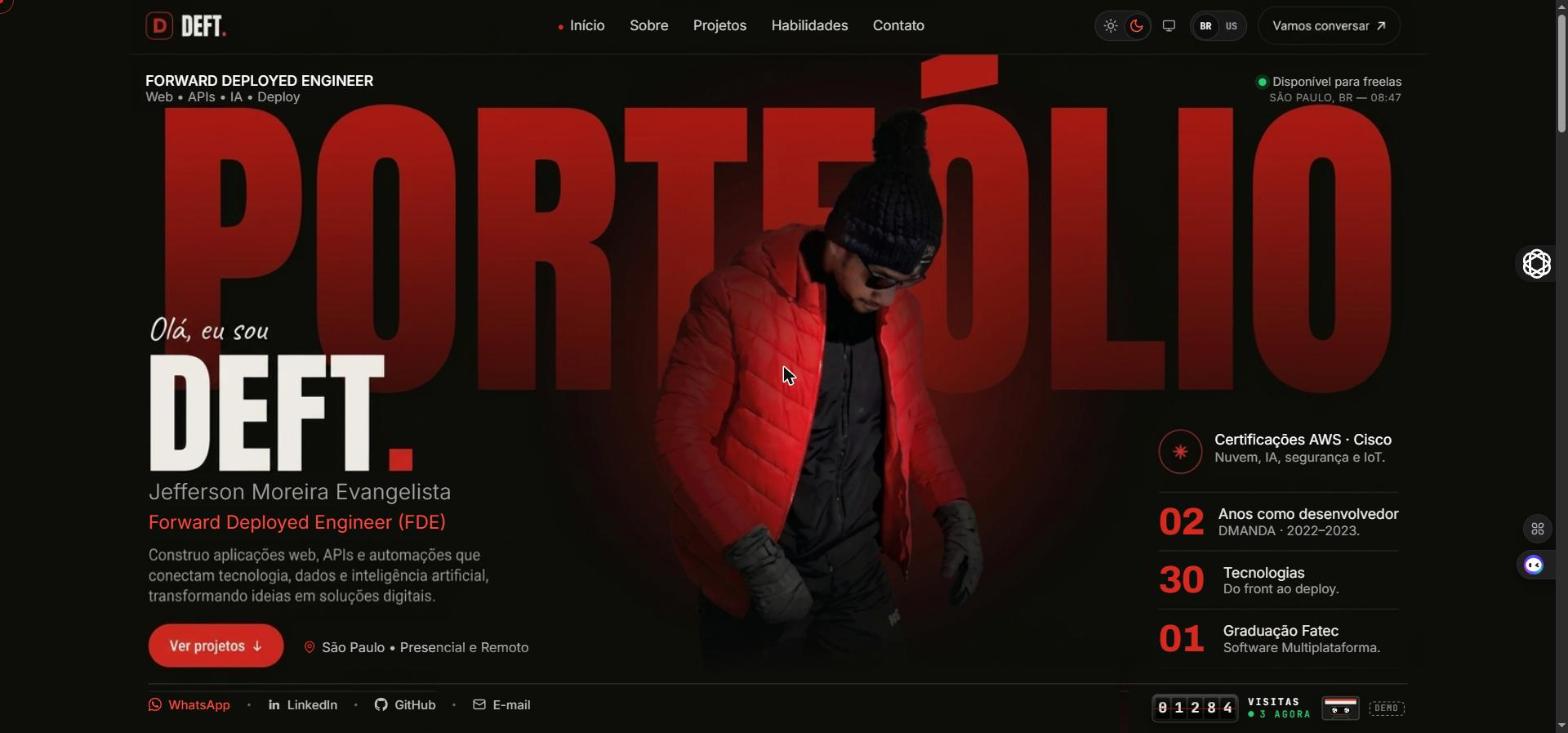 D DEFT.
Início Sobre Projetos Habilidades Contato
BR US
Vamos conversar
FORWARD DEPLOYED ENGINEER
Web • APIs • IA • Deploy
Disponível para freelas
SÃO PAULO, BR — 08:47
PORTFÓLIO
Olá, eu sou
DEFT.
Jefferson Moreira Evangelista
Forward Deployed Engineer (FDE)
Construo aplicações web, APIs e automações que
conectam tecnologia, dados e inteligência artificial,
transformando ideias em soluções digitais.
Ver projetos ↓
São Paulo • Presencial e Remoto
Certificações AWS · Cisco
Nuvem, IA, segurança e IoT.
02 Anos como desenvolvedor
DMANDA · 2022–2023.
30 Tecnologias
Do front ao deploy.
01 Graduação Fatec
Software Multiplataforma.
WhatsApp • LinkedIn • GitHub • E-mail
01284
VISITAS
3 AGORA
DEMO